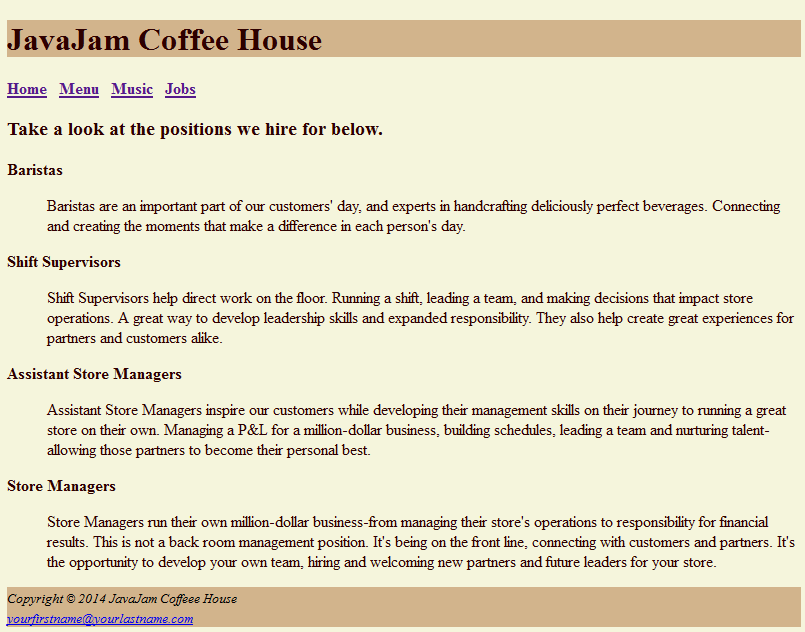 JavaJam Coffee House
Home Menu Music Jobs
Take a look at the positions we hire for below.
Baristas
Baristas are an important part of our customers' day, and experts in handcrafting deliciously perfect beverages. Connecting
and creating the moments that make a difference in each person's day.
Shift Supervisors
Shift Supervisors help direct work on the floor. Running a shift, leading a team, and making decisions that impact store
operations. A great way to develop leadership skills and expanded responsibility. They also help create great experiences for
partners and customers alike.
Assistant Store Managers
Assistant Store Managers inspire our customers while developing their management skills on their journey to running a great
store on their own. Managing a P&L for a million-dollar business, building schedules, leading a team and nurturing talent-
allowing those partners to become their personal best.
Store Managers
Store Managers run their own million-dollar business-from managing their store's operations to responsibility for financial
results. This is not a back room management position. It's being on the front line, connecting with customers and partners. It's
the opportunity to develop your own team, hiring and welcoming new partners and future leaders for your store.
Copyright © 2014 JavaJam Coffeee House
yourfirstname@yourlastname.com